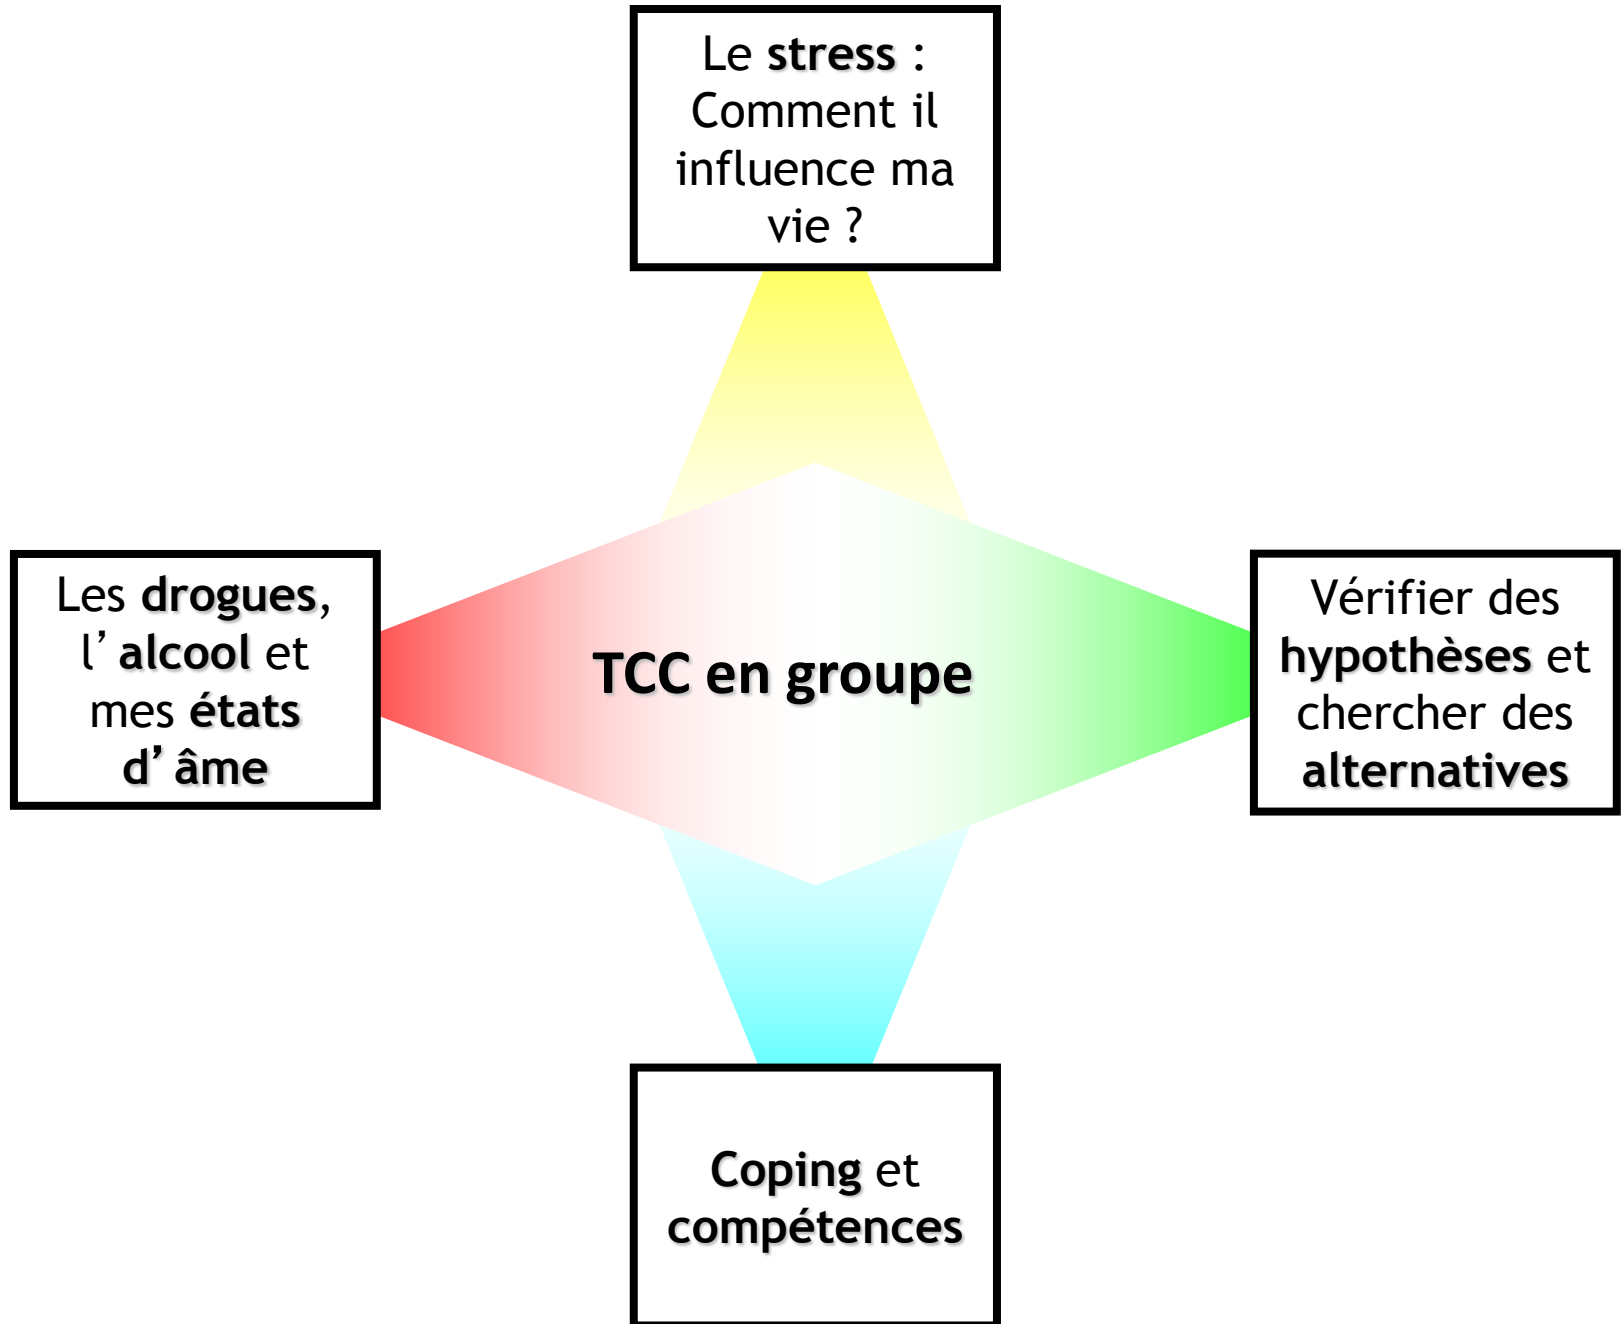 Le stress :
Comment il
influence ma
vie ?
Les drogues,
l’ alcool et
mes états
d’ âme
TCC en groupe
Vérifier des
hypothèses et
chercher des
alternatives
Coping et
compétences